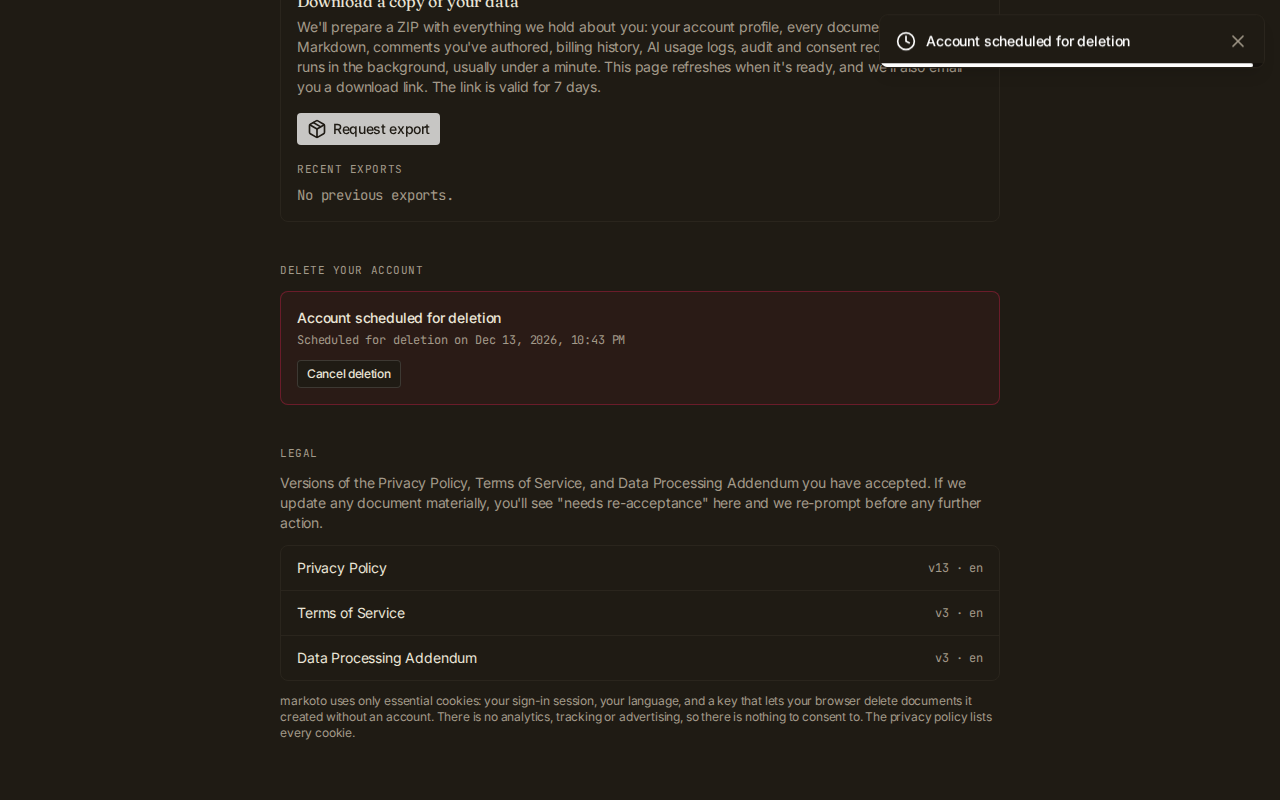 Download a copy of your data
We'll prepare a ZIP with everything we hold about you: your account profile, every docume
Markdown, comments you've authored, billing history, AI usage logs, audit and consent rec
runs in the background, usually under a minute. This page refreshes when it's ready, and we'll also email
you a download link. The link is valid for 7 days.
Account scheduled for deletion
Request export
RECENT EXPORTS
No previous exports.
DELETE YOUR ACCOUNT
Account scheduled for deletion
Scheduled for deletion on Dec 13, 2026, 10:43 PM
Cancel deletion
LEGAL
Versions of the Privacy Policy, Terms of Service, and Data Processing Addendum you have accepted. If we
update any document materially, you'll see "needs re-acceptance" here and we re-prompt before any further
action.
Privacy Policy v13 · en
Terms of Service v3 · en
Data Processing Addendum v3 · en
markoto uses only essential cookies: your sign-in session, your language, and a key that lets your browser delete documents it
created without an account. There is no analytics, tracking or advertising, so there is nothing to consent to. The privacy policy lists
every cookie.